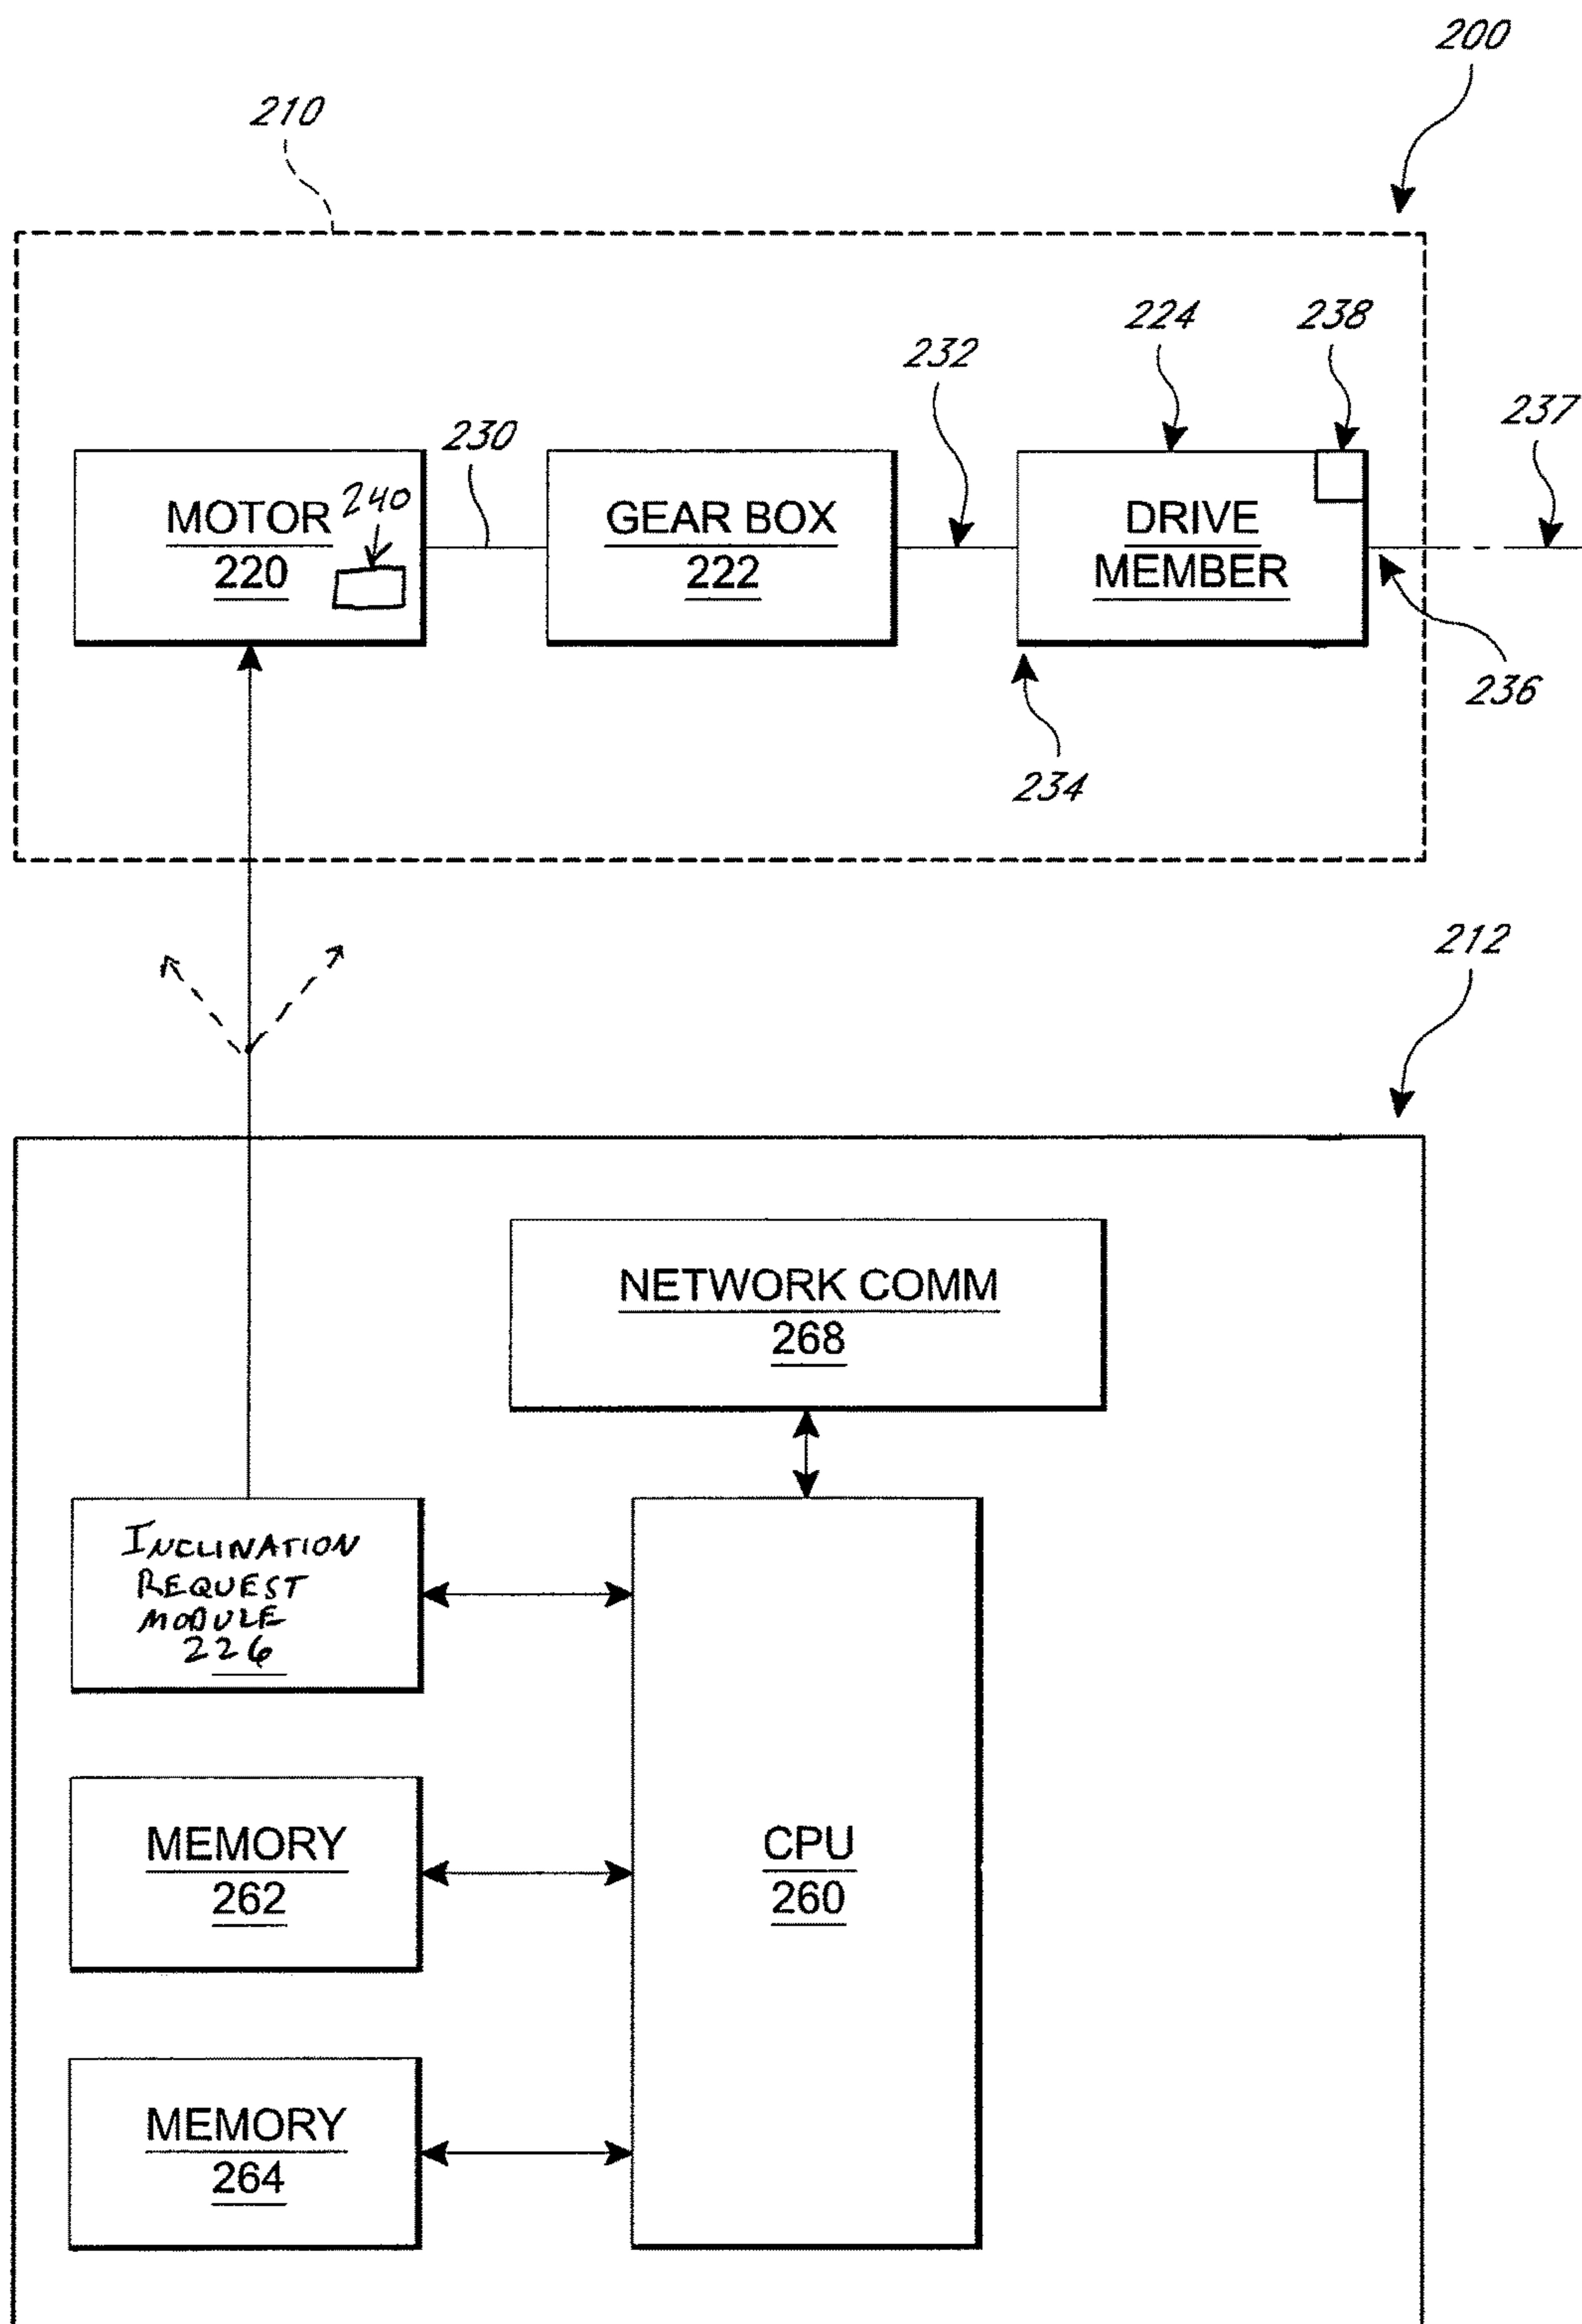 200
210
224
238
232
237
230
MOTOR
220
240
GEAR BOX
222
DRIVE
MEMBER
236
234
212
NETWORK COMM
268
INCLINATION
REQUEST
MODULE
226
MEMORY
262
CPU
260
MEMORY
264